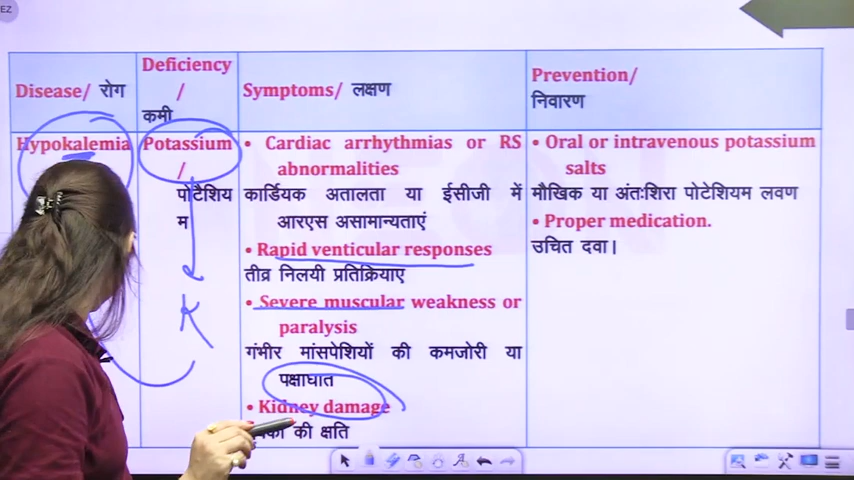 EZ
Disease/ रोग
Deficiency
/
कमी
Symptoms/ लक्षण
Prevention/
निवारण
Hypokalemia
Potassium
/
पोटैशिय
म
K
• Cardiac arrhythmias or RS
abnormalities
कार्डियक अतालता या ईसीजी में
आरएस असामान्यताएं
• Rapid venticular responses
तीव्र निलयी प्रतिक्रियाए
• Severe muscular weakness or
paralysis
गंभीर मांसपेशियों की कमजोरी या
पक्षाघात
• Kidney damage
की क्षति
• Oral or intravenous potassium
salts
मौखिक या अंतःशिरा पोटेशियम लवण
• Proper medication.
उचित दवा।